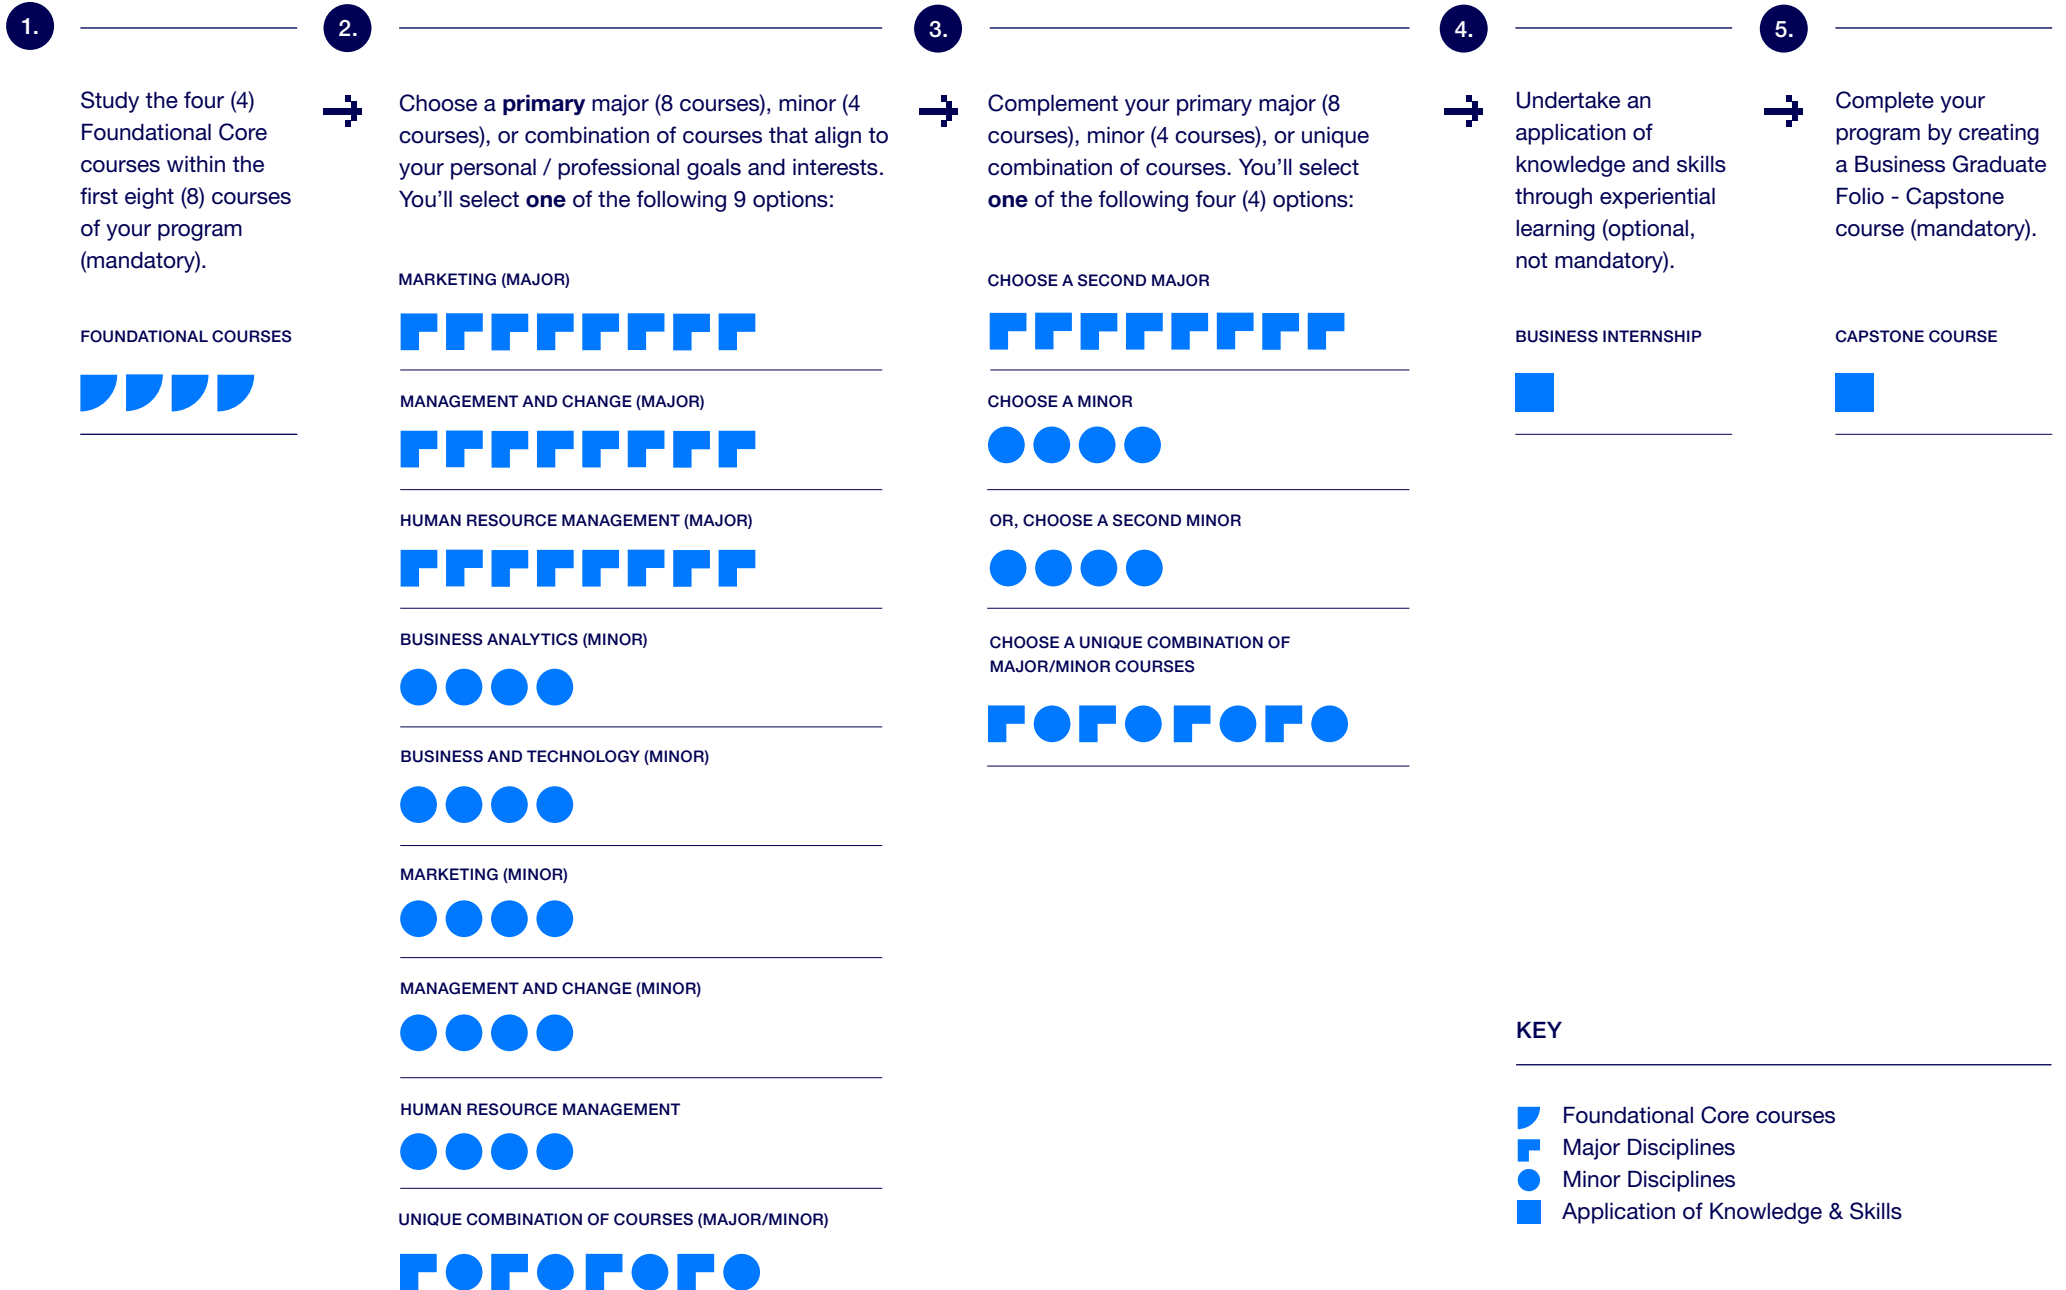 1.
Study the four (4)
Foundational Core
courses within the
first eight (8) courses
of your program
(mandatory).
FOUNDATIONAL COURSES
2.
Choose a primary major (8 courses), minor (4
courses), or combination of courses that align to
your personal / professional goals and interests.
You’ll select one of the following 9 options:
MARKETING (MAJOR)
MANAGEMENT AND CHANGE (MAJOR)
HUMAN RESOURCE MANAGEMENT (MAJOR)
BUSINESS ANALYTICS (MINOR)
BUSINESS AND TECHNOLOGY (MINOR)
MARKETING (MINOR)
MANAGEMENT AND CHANGE (MINOR)
HUMAN RESOURCE MANAGEMENT
UNIQUE COMBINATION OF COURSES (MAJOR/MINOR)
3.
Complement your primary major (8
courses), minor (4 courses), or unique
combination of courses. You’ll select
one of the following four (4) options:
CHOOSE A SECOND MAJOR
CHOOSE A MINOR
OR, CHOOSE A SECOND MINOR
CHOOSE A UNIQUE COMBINATION OF
MAJOR/MINOR COURSES
4.
Undertake an
application of
knowledge and skills
through experiential
learning (optional,
not mandatory).
BUSINESS INTERNSHIP
5.
Complete your
program by creating
a Business Graduate
Folio - Capstone
course (mandatory).
CAPSTONE COURSE
KEY
Foundational Core courses
Major Disciplines
Minor Disciplines
Application of Knowledge & Skills